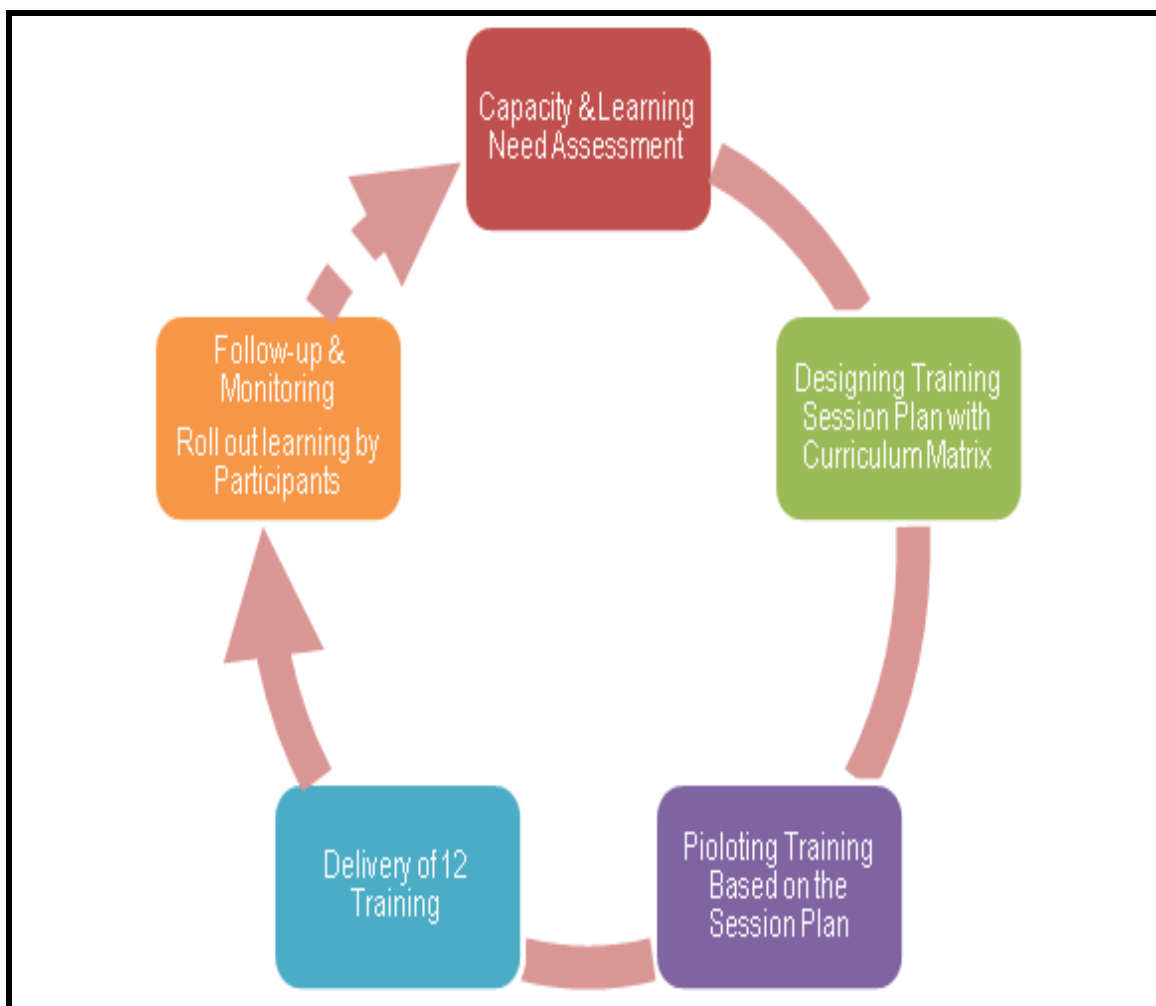 Capacity & Learning
Need Assessment
Designing Training
Session Plan with
Curriculum Matrix
Pioloting Training
Based on the
Session Plan
Delivery of 12
Training
Follow-up &
Monitoring
Roll out learning by
Participants